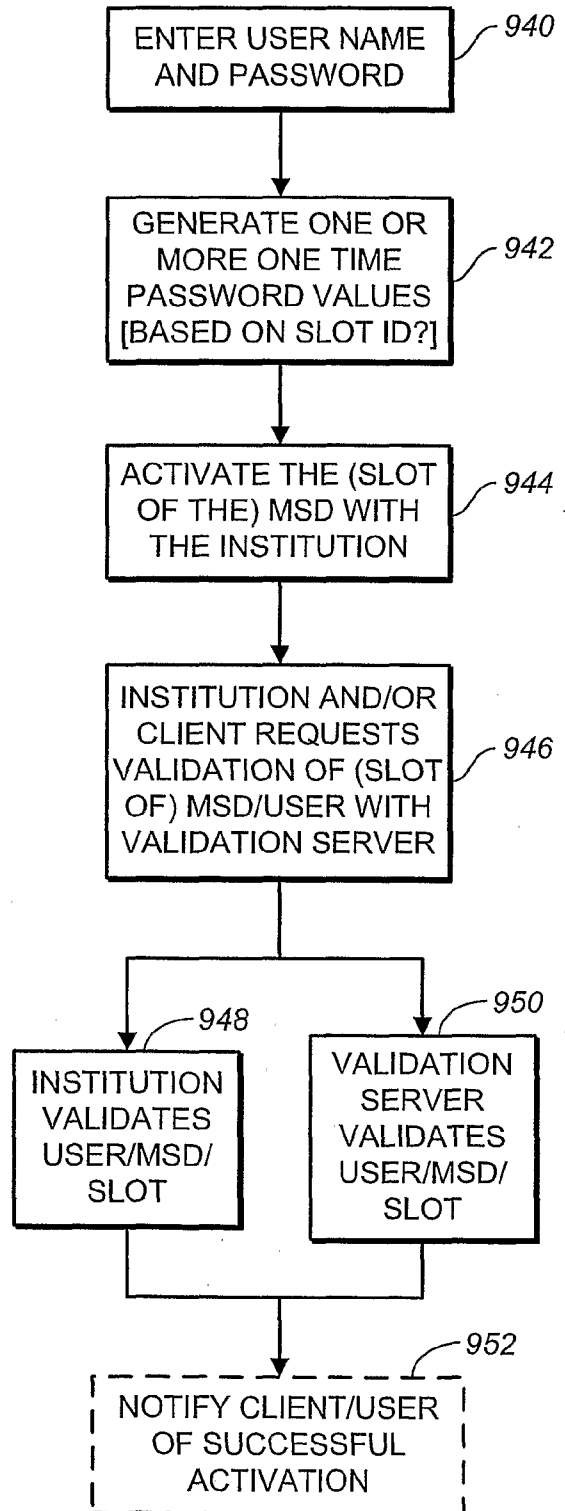 ENTER USER NAME
AND PASSWORD
940
GENERATE ONE OR
MORE ONE TIME
PASSWORD VALUES
[BASED ON SLOT ID?]
942
ACTIVATE THE (SLOT
OF THE) MSD WITH
THE INSTITUTION
944
INSTITUTION AND/OR
CLIENT REQUESTS
VALIDATION OF (SLOT
OF) MSD/USER WITH
VALIDATION SERVER
946
948
INSTITUTION
VALIDATES
USER/MSD/
SLOT
950
VALIDATION
SERVER
VALIDATES
USER/MSD/
SLOT
952
NOTIFY CLIENT/USER
OF SUCCESSFUL
ACTIVATION